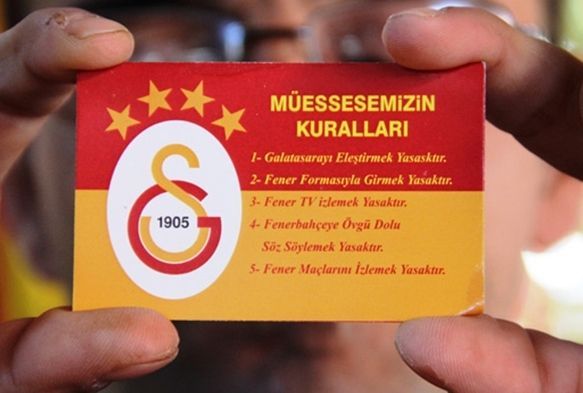 MÜESSESEMİZİN
KURALLARI
1- Galatasarayı Eleştirmek Yasasktır.
2- Fener Formasıyla Girmek Yasaktır.
3- Fener TV izlemek Yasaktır.
4- Fenerbahçeye Övgü Dolu
Söz Söylemek Yasaktır.
5- Fener Maçlarını İzlemek Yasaktır.
1905